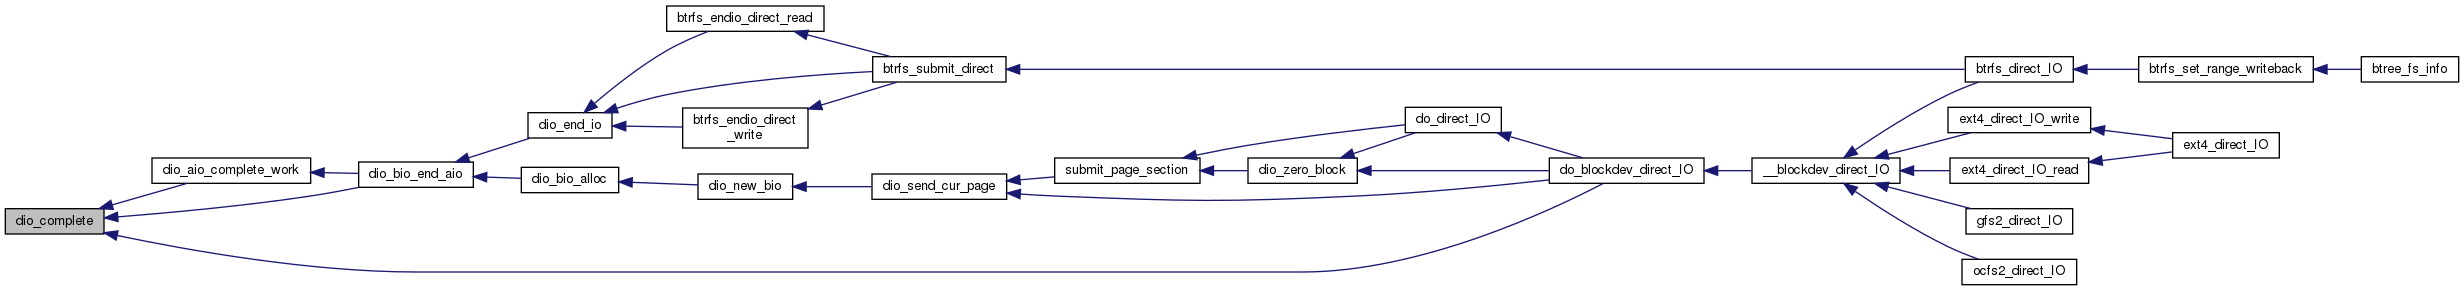 btrfs_endio_direct_read
btrfs_submit_direct
btrfs_direct_IO
btrfs_set_range_writeback
btree_fs_info
dio_end_io
btrfs_endio_direct
_write
do_direct_IO
ext4_direct_IO_write
ext4_direct_IO
dio_aio_complete_work
dio_bio_end_aio
dio_bio_alloc
dio_new_bio
dio_send_cur_page
submit_page_section
dio_zero_block
do_blockdev_direct_IO
__blockdev_direct_IO
ext4_direct_IO_read
dio_complete
gfs2_direct_IO
ocfs2_direct_IO